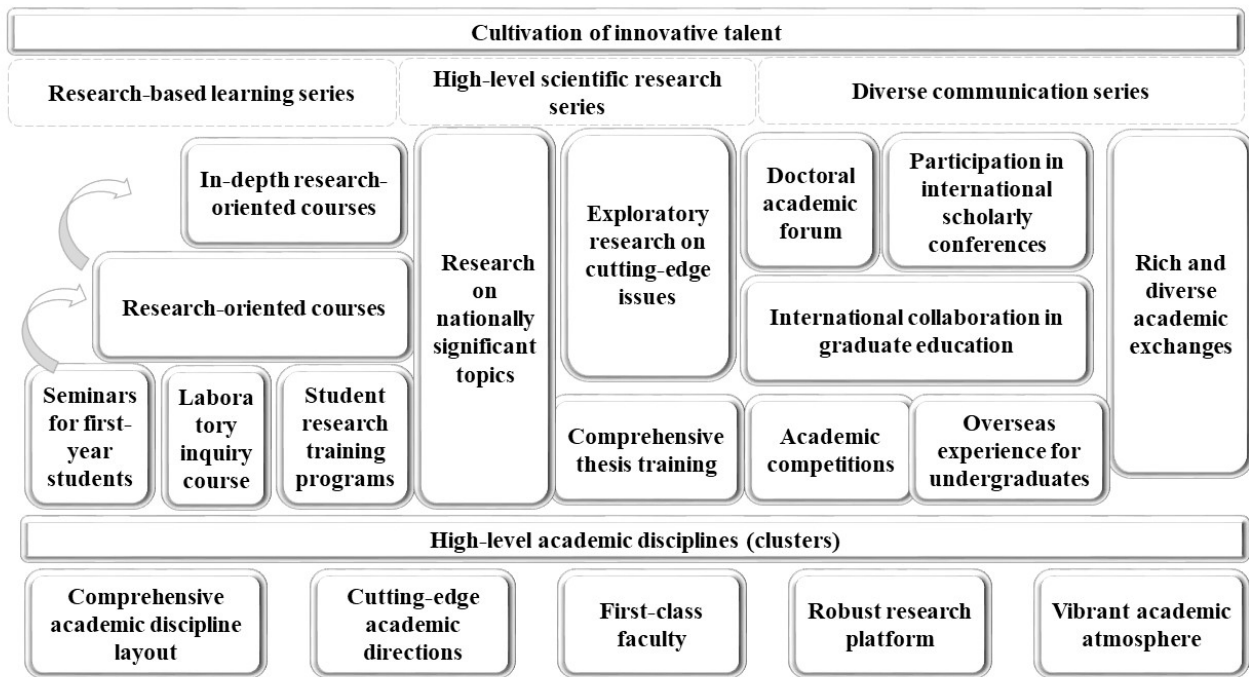 Cultivation of innovative talent
Research-based learning series
High-level scientific research
series
Diverse communication series
In-depth research-
oriented courses
Research-oriented courses
Seminars
for first-
year
students
Labora
tory
inquiry
course
Student
research
training
programs
Research
on
nationally
significant
topics
Exploratory
research on
cutting-edge
issues
Comprehensive
thesis training
Doctoral
academic
forum
Participation in
international
scholarly
conferences
International collaboration in
graduate education
Academic
competitions
Overseas
experience for
undergraduates
Rich and
diverse
academic
exchanges
High-level academic disciplines (clusters)
Comprehensive
academic discipline
layout
Cutting-edge
academic
directions
First-class
faculty
Robust research
platform
Vibrant academic
atmosphere